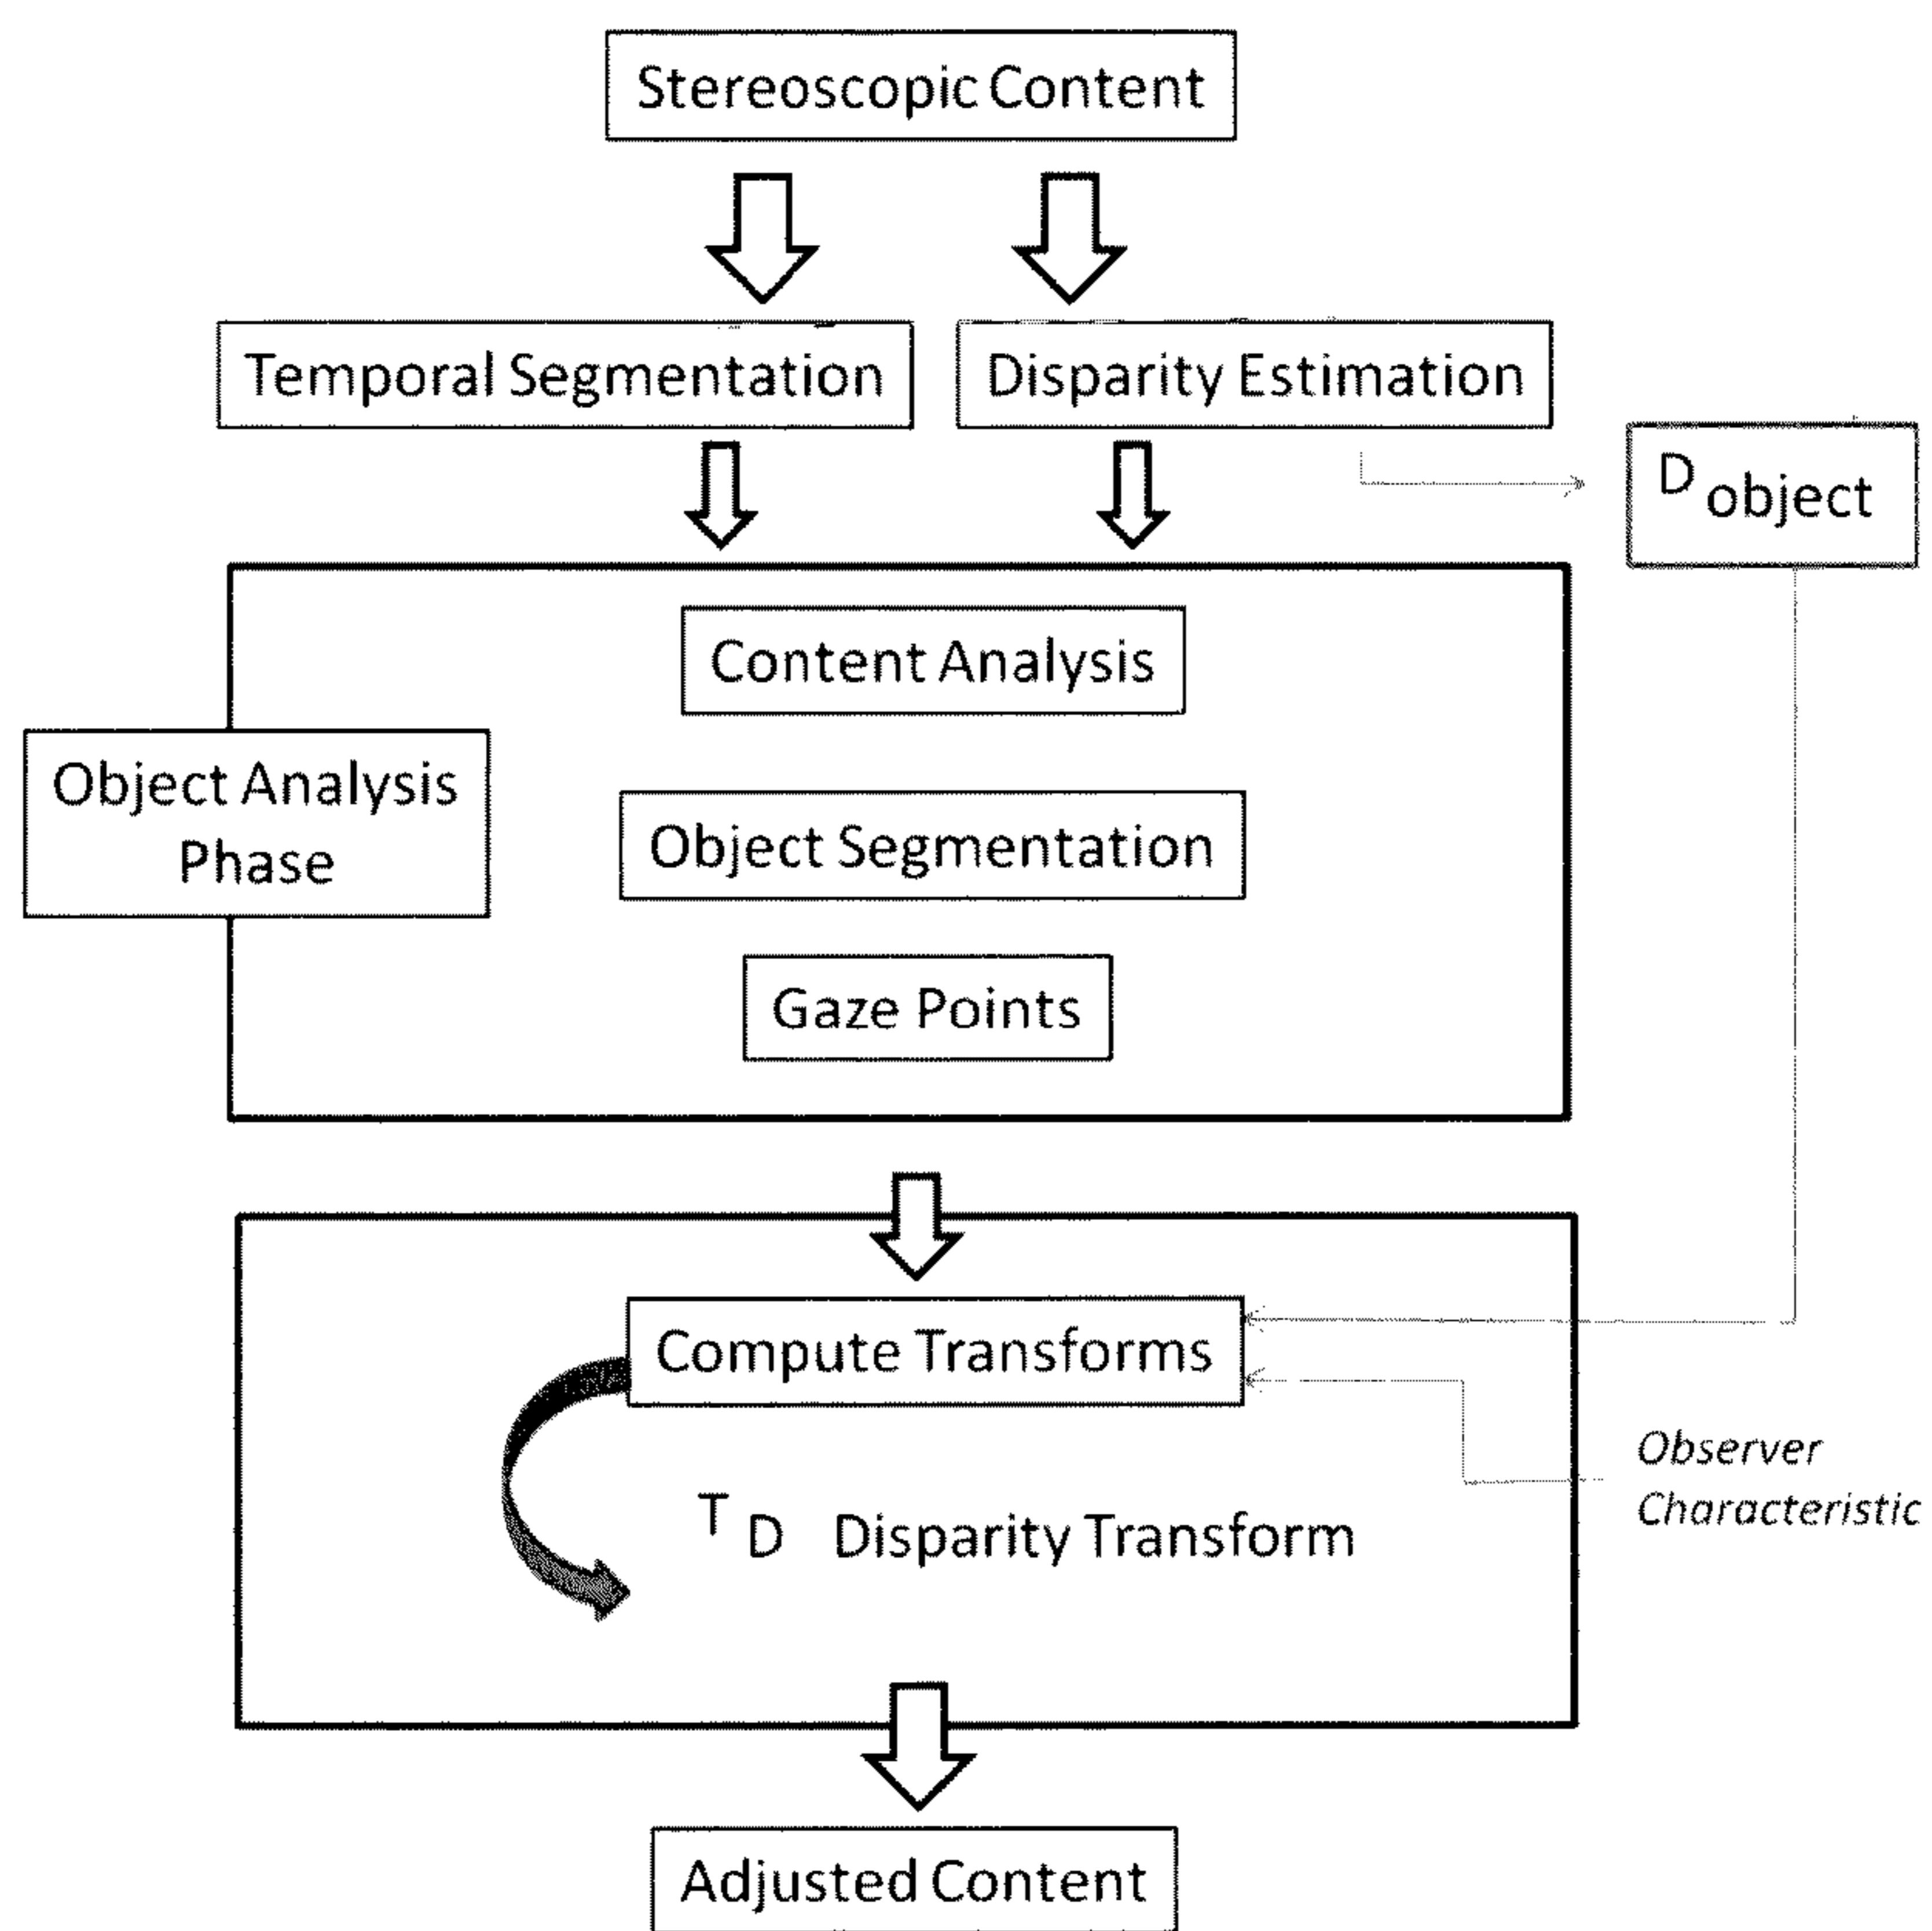 Stereoscopic Content
Temporal Segmentation
Disparity Estimation
D object
Content Analysis
Object Analysis
Phase
Object Segmentation
Gaze Points
Compute Transforms
Observer
Characteristic
T D Disparity Transform
Adjusted Content